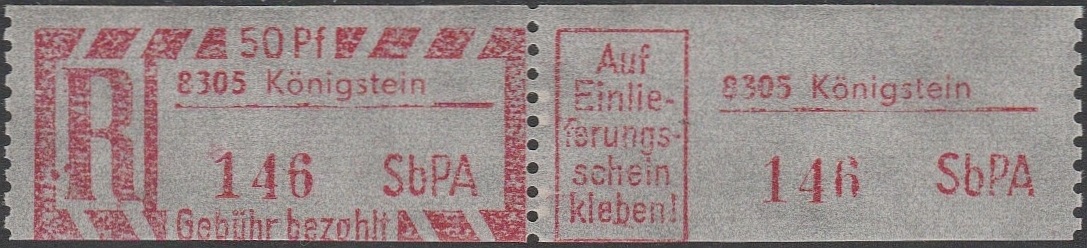 50 Pf
R
8305 Königstein
146 SbPA
Gebühr bezahlt
Auf
Einlie-
ferungs-
schein
kleben!
8305 Königstein
146 SbPA